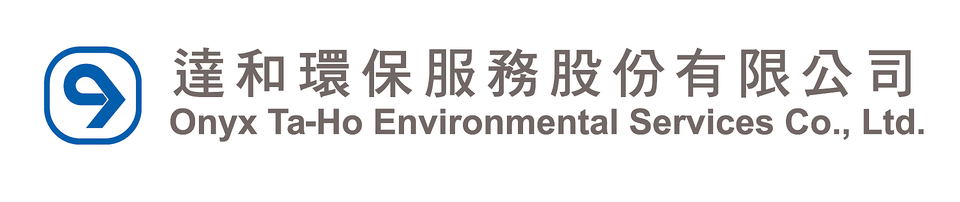 達和環保服務股份有限公司
Onyx Ta-Ho Environmental Services Co., Ltd.